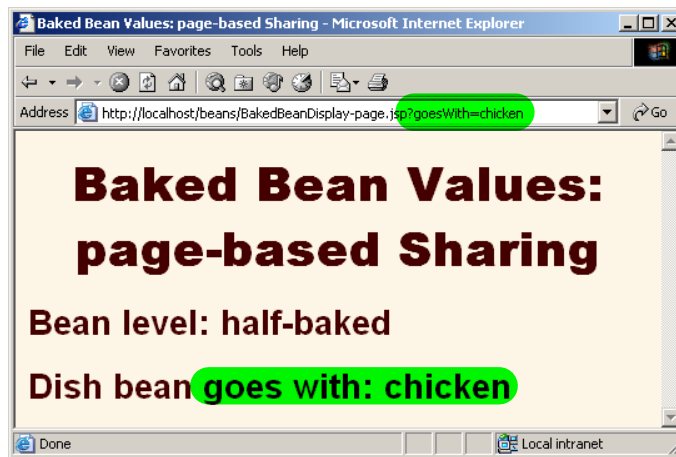 Baked Bean Values: page-based Sharing - Microsoft Internet Explorer
File Edit View Favorites Tools Help
Address http://localhost/beans/BakedBeanDisplay-page.jsp?goesWith=chicken Go
Baked Bean Values:
page-based Sharing
Bean level: half-baked
Dish bean goes with: chicken
Done Local intranet